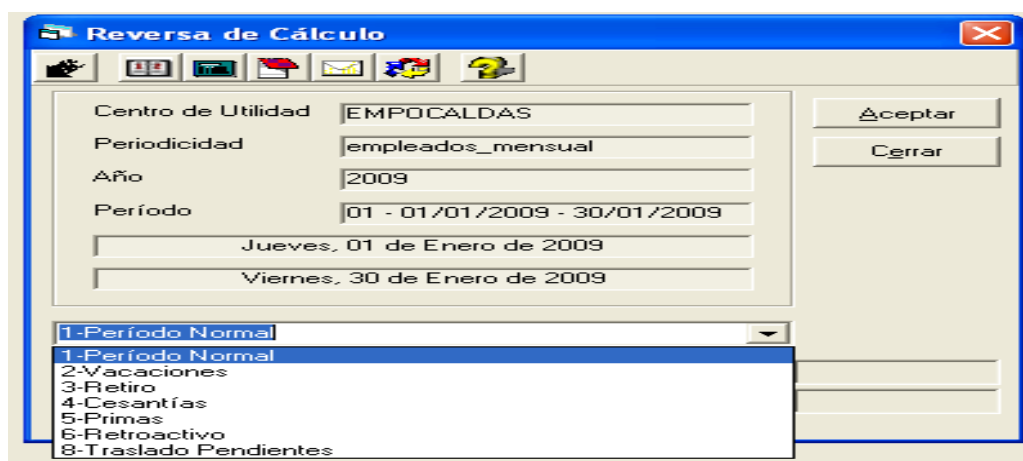 Reversa de Cálculo
Centro de Utilidad EMPOCALDAS
Aceptar
Periodicidad empleados_mensual
Cerrar
Año 2009
Período 01 - 01/01/2009 - 30/01/2009
Jueves, 01 de Enero de 2009
Viernes, 30 de Enero de 2009
1-Período Normal
1-Período Normal
2-Vacaciones
3-Retiro
4-Cesantías
5-Primas
6-Retroactivo
8-Traslado Pendientes